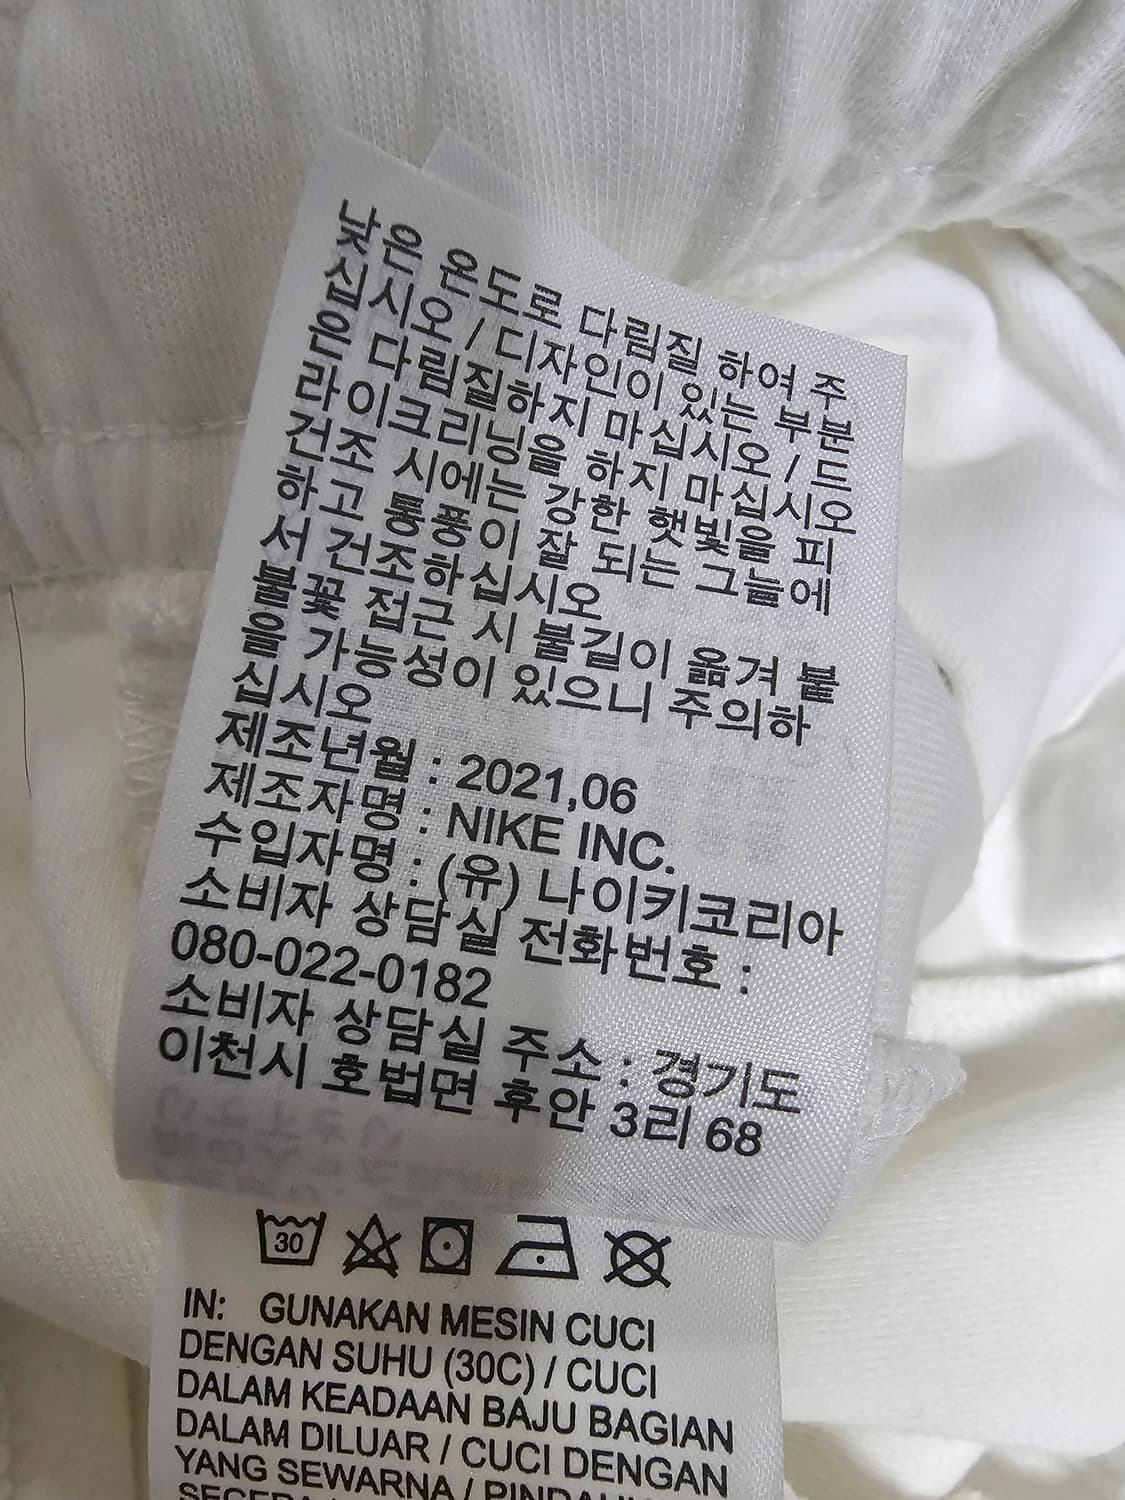 낮은 온도로 다림질 하여 주
십시오 / 디자인이 있는 부분
은 다림질하지 마십시오 / 드
라이크리닝을 하지 마십시오
건조 시에는 강한 햇빛을 피
하고 통풍이 잘 되는 그늘에
서 건조하십시오
불꽃 접근 시 불길이 옮겨 붙
을 가능성이 있으니 주의하
십시오
제조년월 : 2021,06
제조자명 : NIKE INC.
수입자명 : (유) 나이키코리아
소비자 상담실 전화번호 :
080-022-0182
소비자 상담실 주소 : 경기도
이천시 호법면 후안 3리 68
30
IN: GUNAKAN MESIN CUCI
DENGAN SUHU (30C) / CUCI
DALAM KEADAAN BAJU BAGIAN
DALAM DILUAR / CUCI DENGAN
YANG SEWARNA /